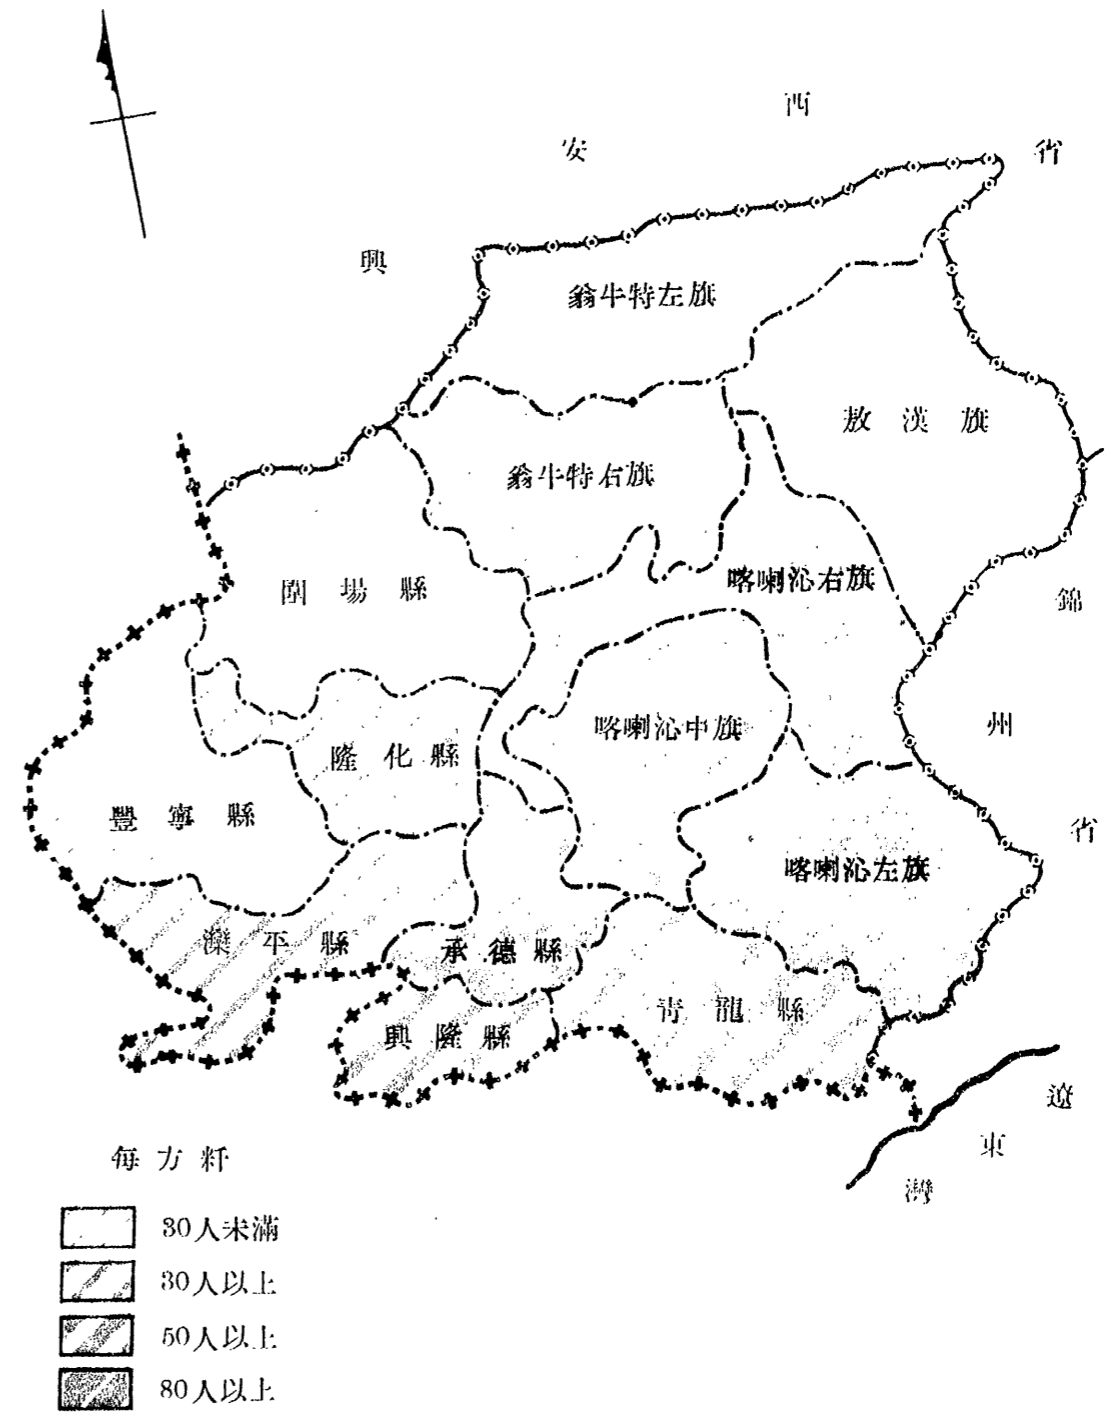 興安西省
翁牛特左旗
敖漢旗
翁牛特右旗
喀喇沁右旗
圍場縣
錦州省
隆化縣
喀喇沁中旗
豐寧縣
喀喇沁左旗
灤平縣
承德縣
興隆縣
青龍縣
遼東灣
每方粁
30人未滿
30人以上
50人以上
80人以上